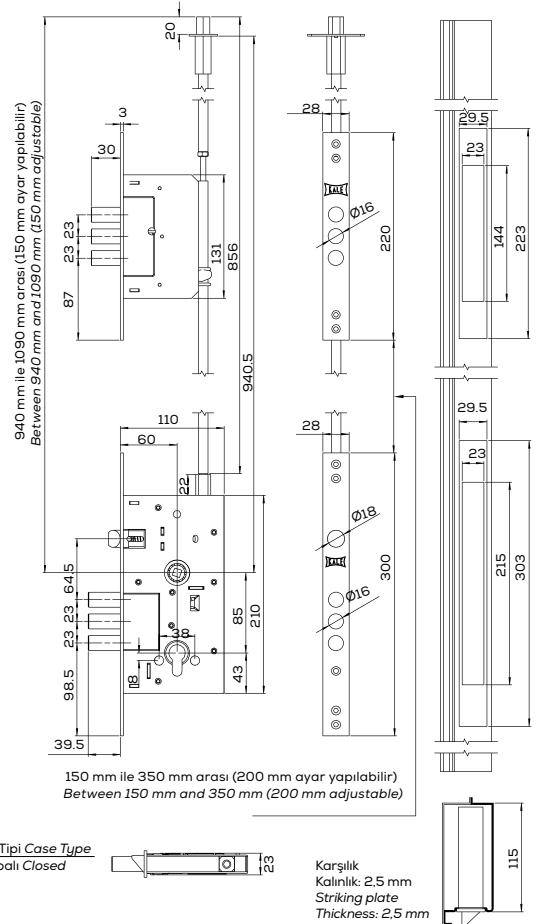 20
940 mm ile 1090 mm arası (150 mm ayar yapılabilir)
Between 940 mm and 1090 mm (150 mm adjustable)
3
30
23
23
87
131
856
940.5
28
KALE
Ø16
220
29.5
23
144
223
110
60
22
64.5
23
23
98.5
39.5
38
8
85
43
210
28
Ø18
KALE
Ø16
300
29.5
23
215
303
150 mm ile 350 mm arası (200 mm ayar yapılabilir)
Between 150 mm and 350 mm (200 mm adjustable)
Tipi Case Type
palı Closed
23
Karşılık
Kalınlık: 2,5 mm
Striking plate
Thickness: 2,5 mm
115